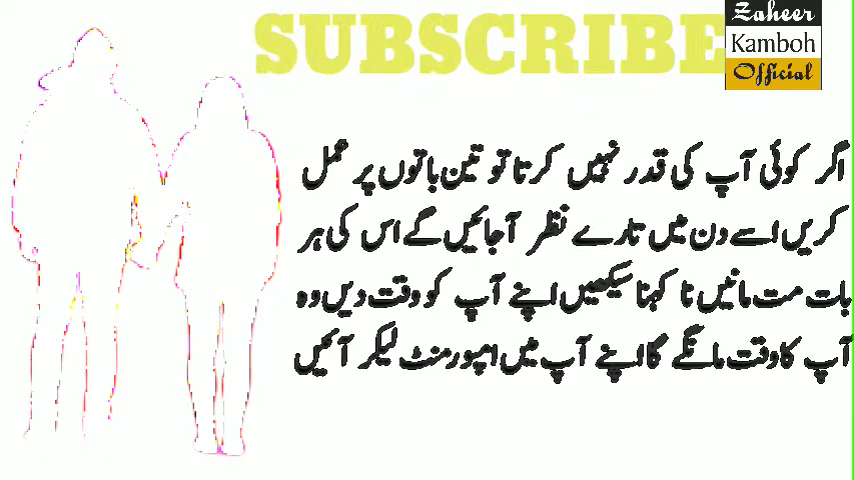 SUBSCRIBE
Zaheer
Kamboh
Official
اگر کوئی آپ کی قدر نہیں کرتا تو تین باتوں پر عمل
کریں اسے دن میں تارے نظر آجائیں گے اس کی ہر
بات مت مانیں نا کہنا سیکھیں اپنے آپ کو وقت دیں وہ
آپ کا وقت مانگے گا اپنے آپ میں امپورمنٹ لیکر آئیں